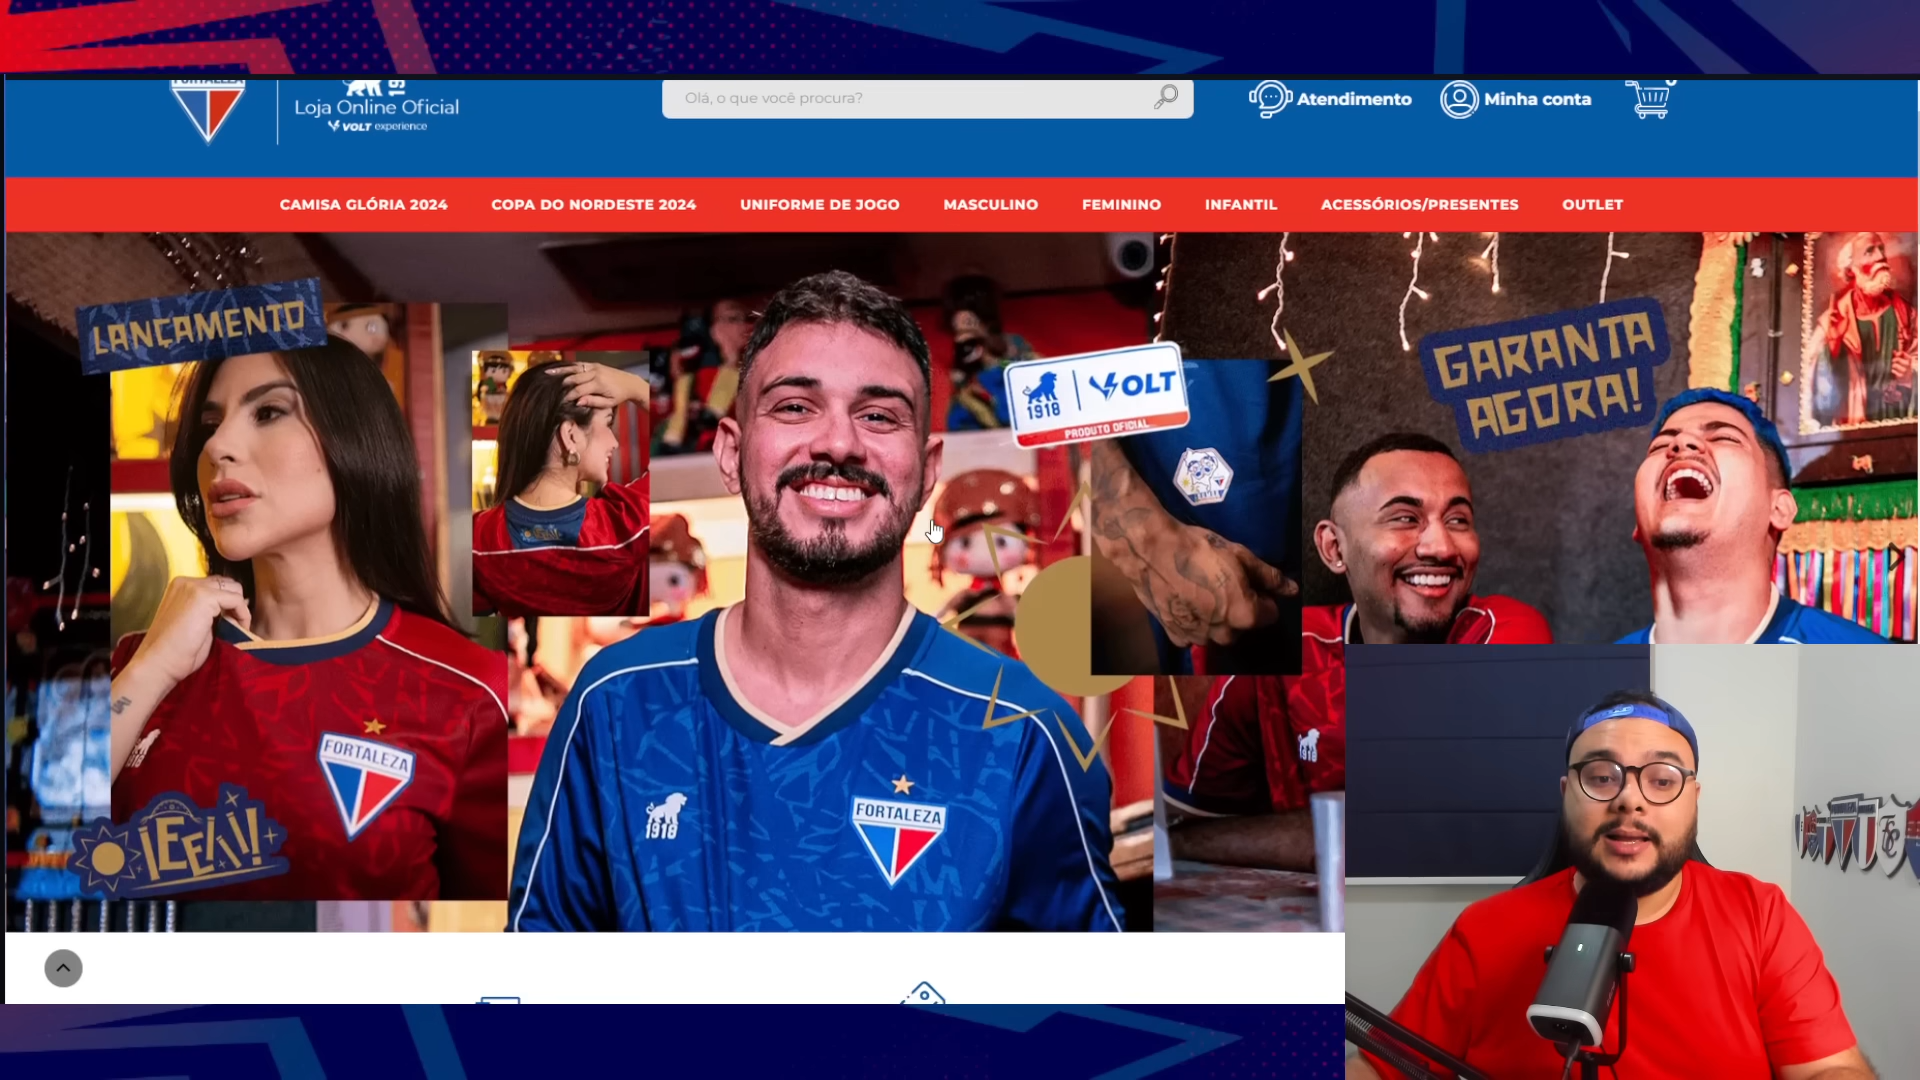 FORTALEZA
Loja Online Oficial
VOLT experience
Olá, o que você procura?
Atendimento
Minha conta
CAMISA GLÓRIA 2024
COPA DO NORDESTE 2024
UNIFORME DE JOGO
MASCULINO
FEMININO
INFANTIL
ACESSÓRIOS/PRESENTES
OUTLET
LANÇAMENTO
1918
VOLT
PRODUTO OFICIAL
GARANTA
AGORA!
FORTALEZA
1918
FORTALEZA
1918